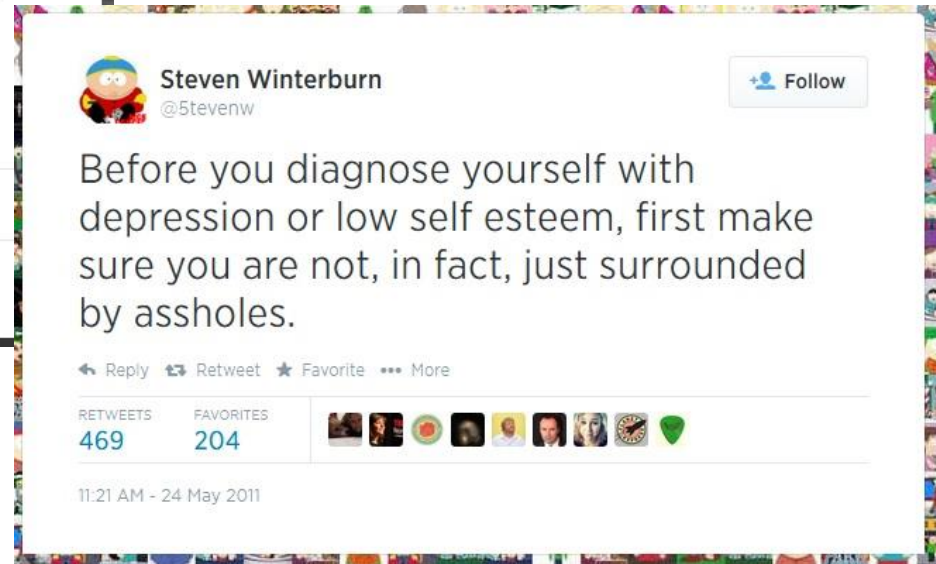 Steven Winterburn
@5tevenw
Follow
Before you diagnose yourself with
depression or low self esteem, first make
sure you are not, in fact, just surrounded
by assholes.
Reply Retweet Favorite More
RETWEETS FAVORITES
469 204
11:21 AM - 24 May 2011